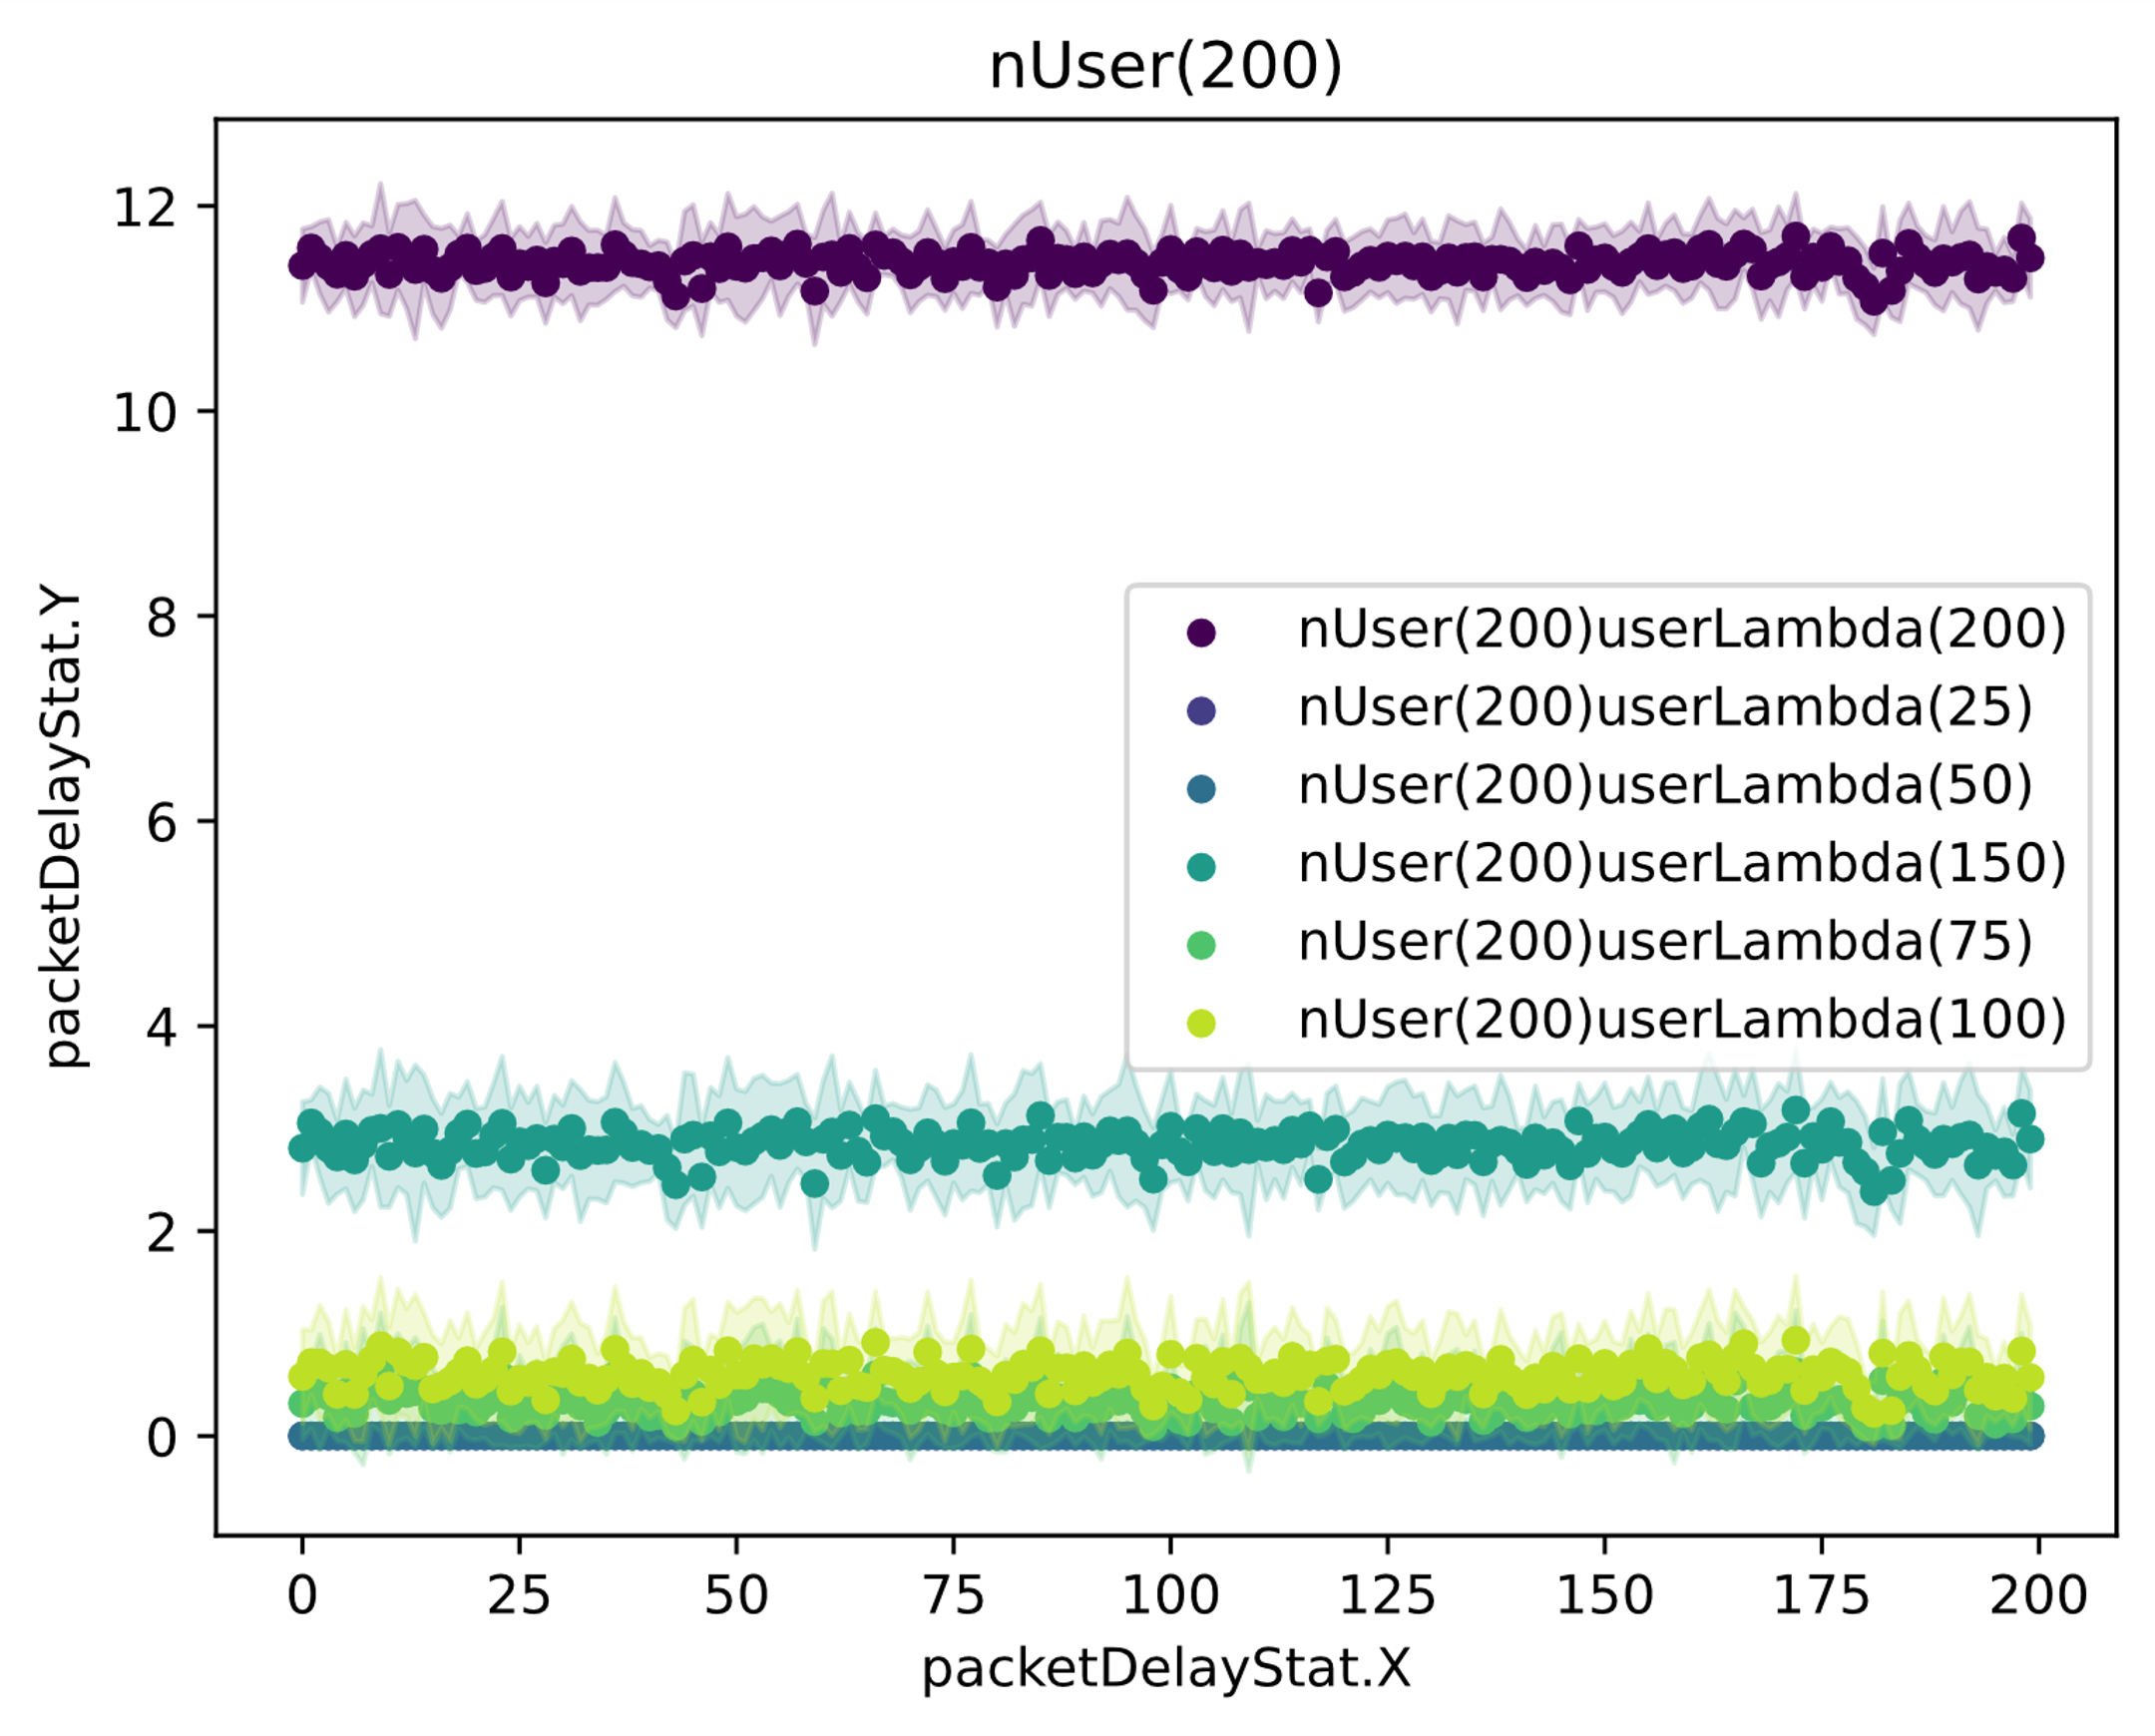 nUser(200)
packetDelayStat.Y
12
10
8
6
4
2
0
nUser(200)userLambda(200)
nUser(200)userLambda(25)
nUser(200)userLambda(50)
nUser(200)userLambda(150)
nUser(200)userLambda(75)
nUser(200)userLambda(100)
0 25 50 75 100 125 150 175 200
packetDelayStat.X